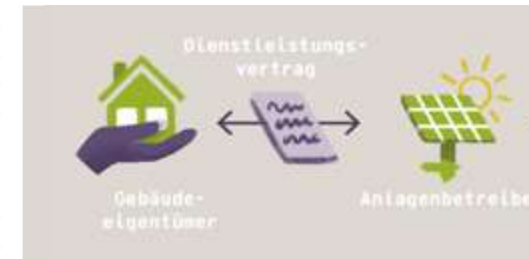 Dienstleistungs-
vertrag
Gebäude-
eigentümer
Anlagenbetreibe